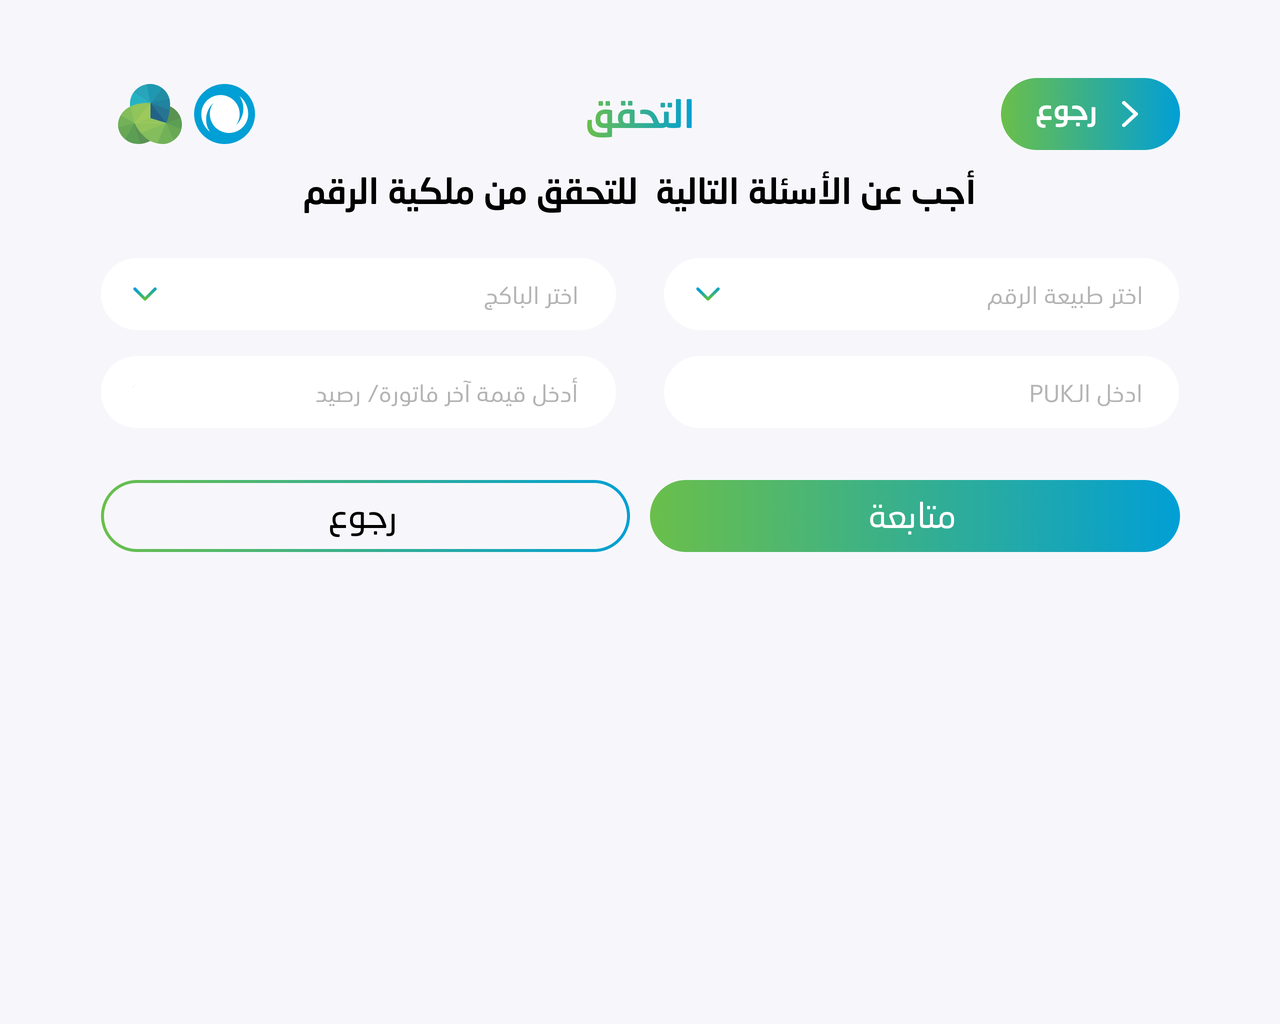 رجوع
التحقق
أجب عن الأسئلة التالية للتحقق من ملكية الرقم
اختر طبيعة الرقم
اختر الباكج
ادخل الـPUK
أدخل قيمة آخر فاتورة/ رصيد
متابعة
رجوع